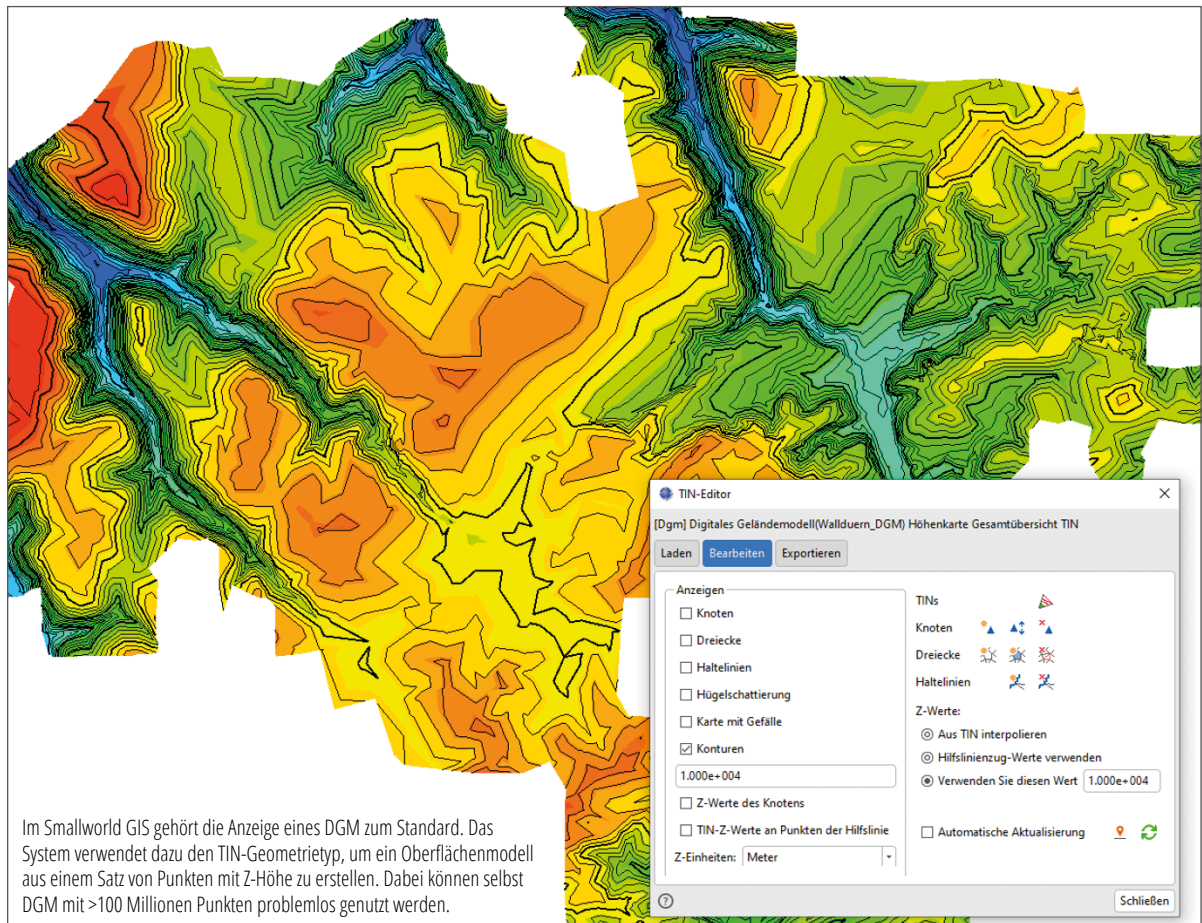 TIN-Editor
[Dgm] Digitales Geländemodell(Wallduern_DGM) Höhenkarte Gesamtübersicht TIN
Laden Bearbeiten Exportieren
Anzeigen
Knoten
Dreiecke
Haltelinien
Hügelschattierung
Karte mit Gefälle
Konturen
1.000e+004
Z-Werte des Knotens
TIN-Z-Werte an Punkten der Hilfslinie
Z-Einheiten: Meter
TINs
Knoten
Dreiecke
Haltelinien
Z-Werte:
Aus TIN interpolieren
Hilfslinienzug-Werte verwenden
Verwenden Sie diesen Wert 1.000e+004
Automatische Aktualisierung
Schließen
Im Smallworld GIS gehört die Anzeige eines DGM zum Standard. Das
System verwendet dazu den TIN-Geometrietyp, um ein Oberflächenmodell
aus einem Satz von Punkten mit Z-Höhe zu erstellen. Dabei können selbst
DGM mit >100 Millionen Punkten problemlos genutzt werden.